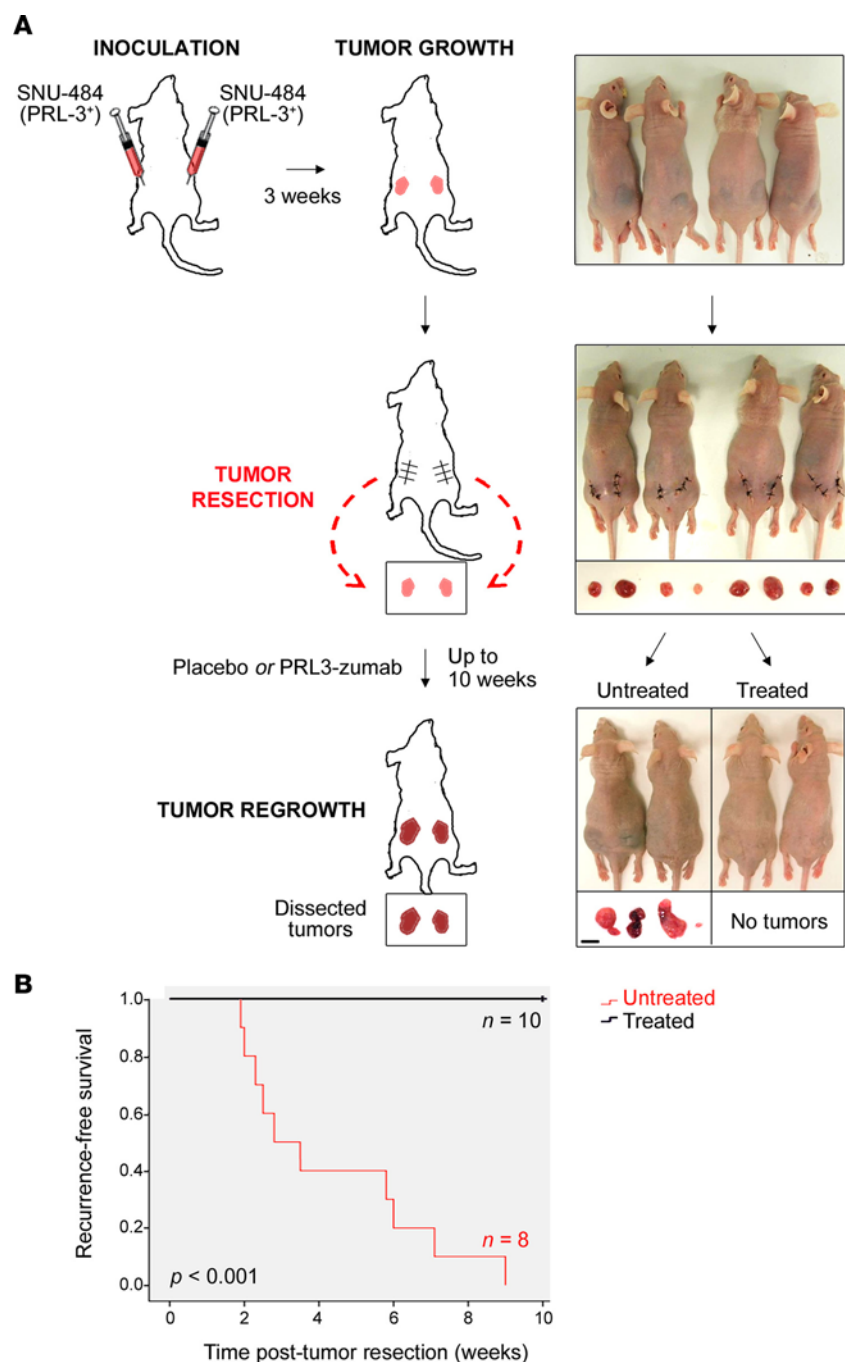 A
INOCULATION
TUMOR GROWTH
SNU-484
(PRL-3⁺)
SNU-484
(PRL-3⁺)
3 weeks
TUMOR
RESECTION
Placebo or PRL3-zumab
Up to
10 weeks
Untreated
Treated
TUMOR REGROWTH
Dissected
tumors
No tumors
B
Recurrence-free survival
1.0
0.8
0.6
0.4
0.2
0.0
n = 10
n = 8
p < 0.001
0
2
4
6
8
10
Time post-tumor resection (weeks)
Untreated
Treated